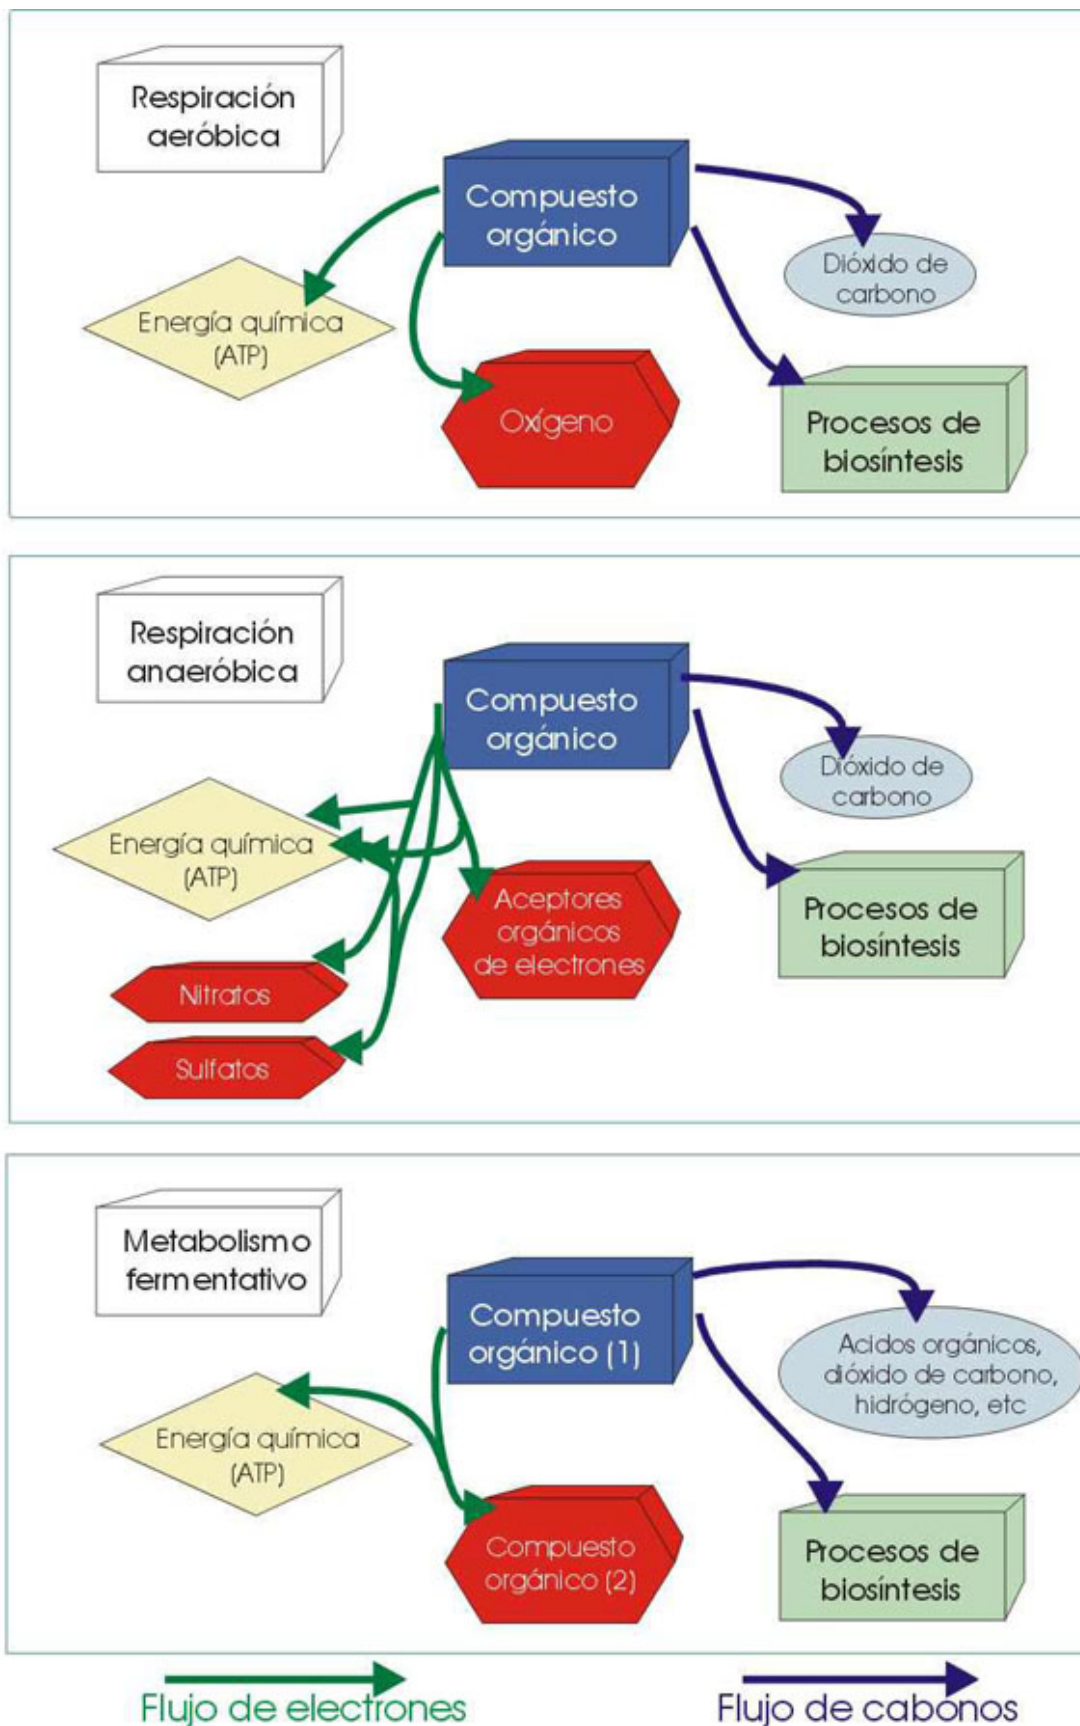 Respiración
aeróbica
Compuesto
orgánico
Dióxido de
carbono
Energía química
(ATP)
Oxígeno
Procesos de
biosíntesis
Respiración
anaeróbica
Compuesto
orgánico
Dióxido de
carbono
Energía química
(ATP)
Aceptores
orgánicos
de electrones
Procesos de
biosíntesis
Nitratos
Sulfatos
Metabolismo
fermentativo
Compuesto
orgánico (1)
Acidos orgánicos,
dióxido de carbono,
hidrógeno, etc
Energía química
(ATP)
Compuesto
orgánico (2)
Procesos de
biosíntesis
Flujo de electrones
Flujo de cabonos